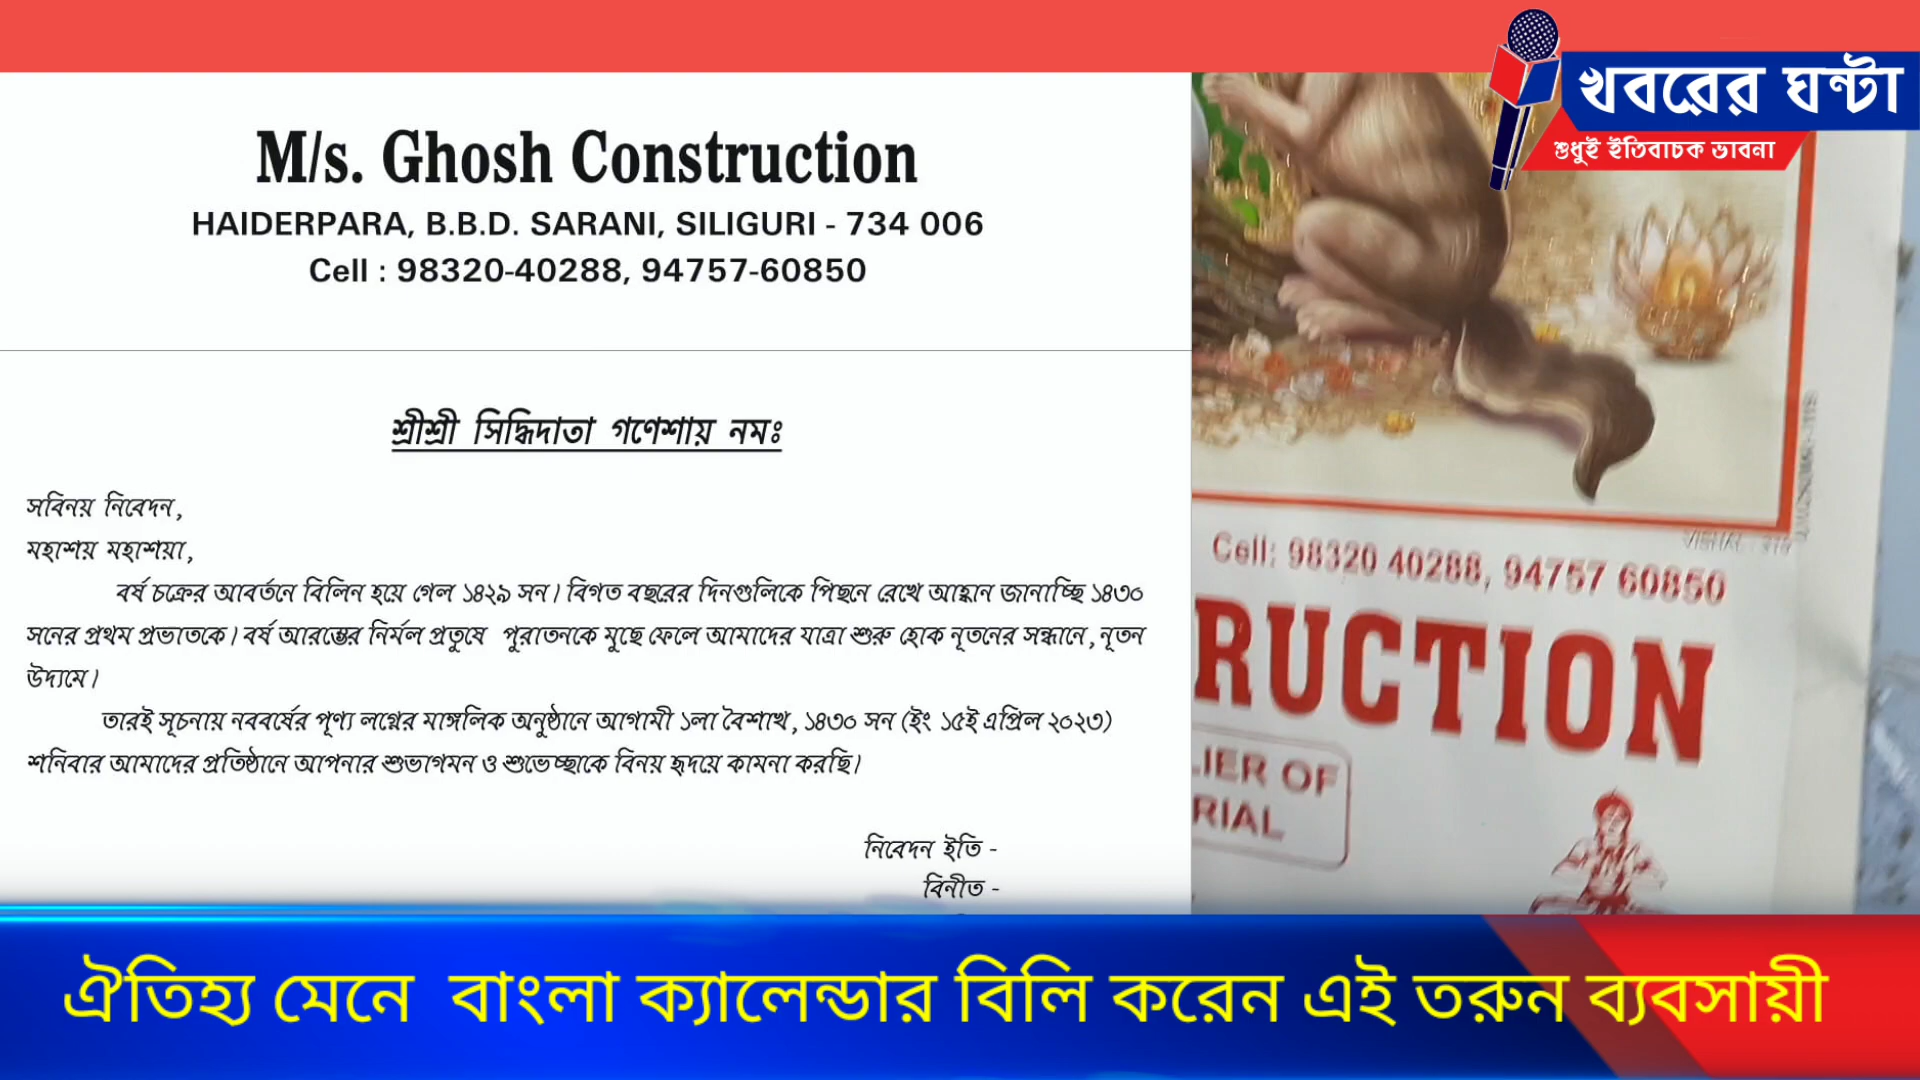 খবরের ঘন্টা
শুধুই ইতিবাচক ভাবনা
M/s. Ghosh Construction
HAIDERPARA, B.B.D. SARANI, SILIGURI - 734 006
Cell : 98320-40288, 94757-60850
শ্রীশ্রী সিদ্ধিদাতা গণেশায় নমঃ
সবিনয় নিবেদন,
মহাশয় মহাশয়া,
বর্ষ চক্রের আবর্তনে বিলিন হয়ে গেল ১৪২৯ সন। বিগত বছরের দিনগুলিকে পিছনে রেখে আহ্বান জানাচ্ছি ১৪৩০
সনের প্রথম প্রভাতকে। বর্ষ আরম্ভের নির্মল প্রত্যুষে পুরাতনকে মুছে ফেলে আমাদের যাত্রা শুরু হোক নূতনের সন্ধানে, নূতন
উদ্যমে।
তারই সূচনায় নববর্ষের পূণ্য লগ্নের মাঙ্গলিক অনুষ্ঠানে আগামী ১লা বৈশাখ, ১৪৩০ সন (ইং ১৫ই এপ্রিল ২০২৩)
শনিবার আমাদের প্রতিষ্ঠানে আপনার শুভাগমন ও শুভেচ্ছাকে বিনয় হৃদয়ে কামনা করছি।
নিবেদন ইতি -
বিনীত -
Cell: 98320 40288, 94757 60850
RUCTION
LIER OF
RIAL
ঐতিহ্য মেনে বাংলা ক্যালেন্ডার বিলি করেন এই তরুন ব্যবসায়ী